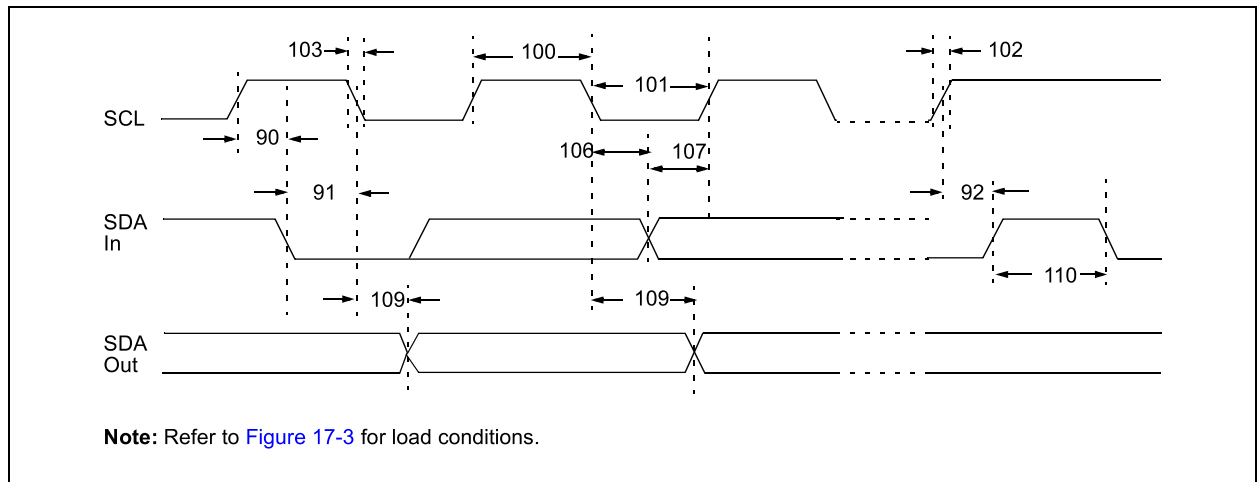 103
100
102
101
SCL
90
106
107
91
92
SDA
In
110
109
109
SDA
Out
Note: Refer to Figure 17-3 for load conditions.